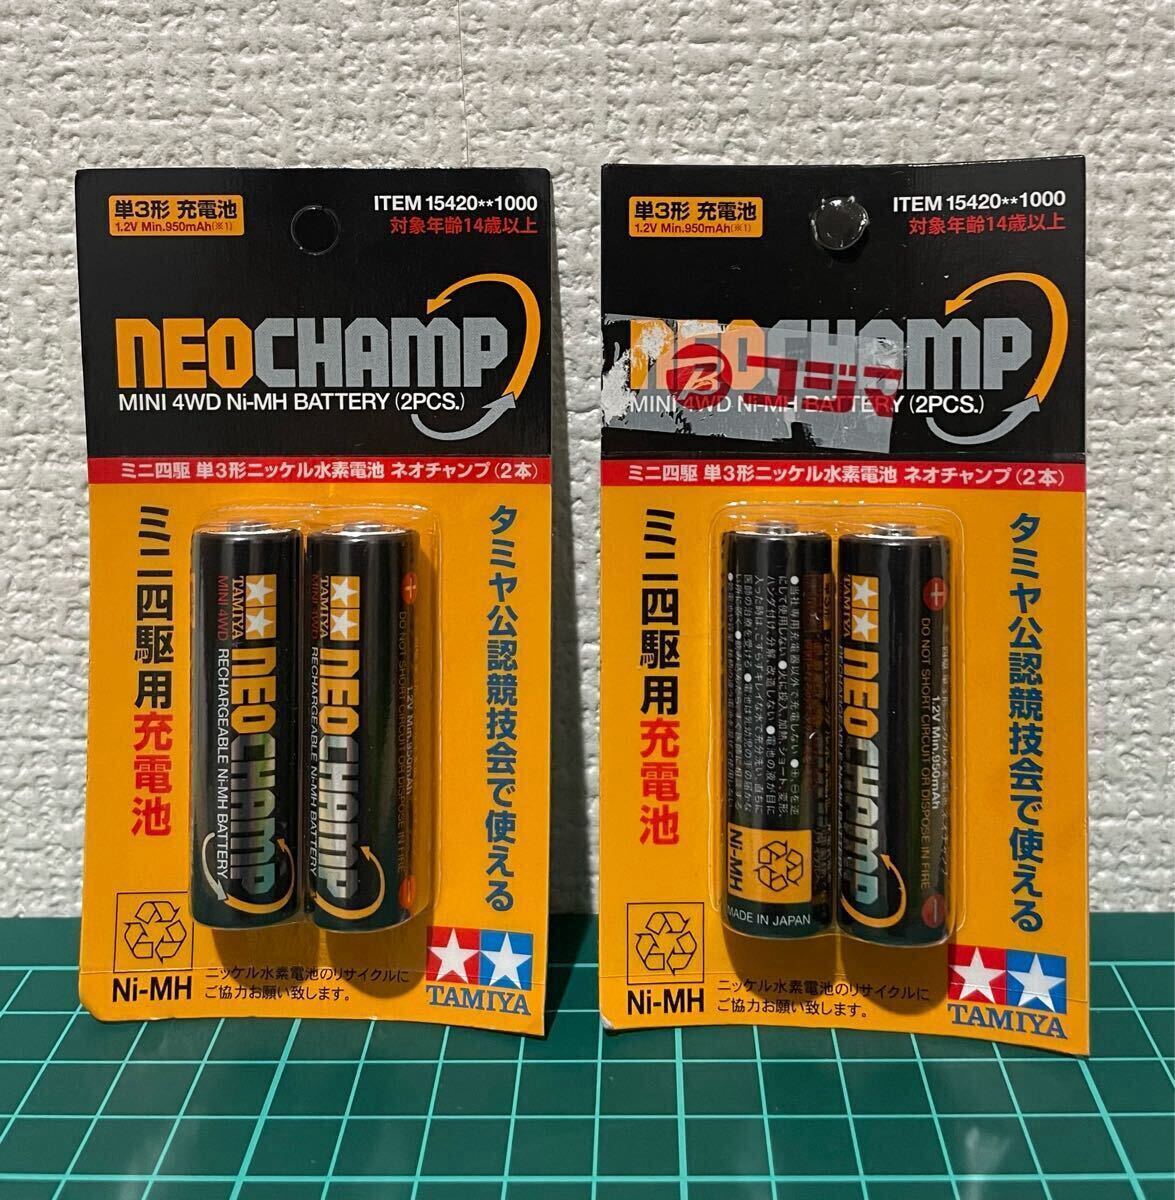 単3形 充電池
1.2V Min.950mAh(※1)
ITEM 15420**1000
対象年齢14歳以上
NEOCHAMP
MINI 4WD Ni-MH BATTERY (2PCS.)
ミニ四駆 単3形ニッケル水素電池 ネオチャンプ(2本)
ミニ四駆用充電池
タミヤ公認競技会で使える
TAMIYA
MINI 4WD
NEOCHAMP
RECHARGEABLE Ni-MH BATTERY
TAMIYA
MINI 4WD
NEOCHAMP
RECHARGEABLE Ni-MH BATTERY
1.2V Min.950mAh
DO NOT SHORT CIRCUIT OR DISPOSE IN FIRE
Ni-MH
ニッケル水素電池のリサイクルに
ご協力お願い致します。
TAMIYA
単3形 充電池
1.2V Min.950mAh(※1)
ITEM 15420**1000
対象年齢14歳以上
NEOCHAMP
コジマ
MINI 4WD Ni-MH BATTERY (2PCS.)
ミニ四駆 単3形ニッケル水素電池 ネオチャンプ(2本)
ミニ四駆用充電池
タミヤ公認競技会で使える
Ni-MH
MADE IN JAPAN
TAMIYA
NEOCHAMP
1.2V Min.950mAh
DO NOT SHORT CIRCUIT OR DISPOSE IN FIRE
Ni-MH
ニッケル水素電池のリサイクルに
ご協力お願い致します。
TAMIYA